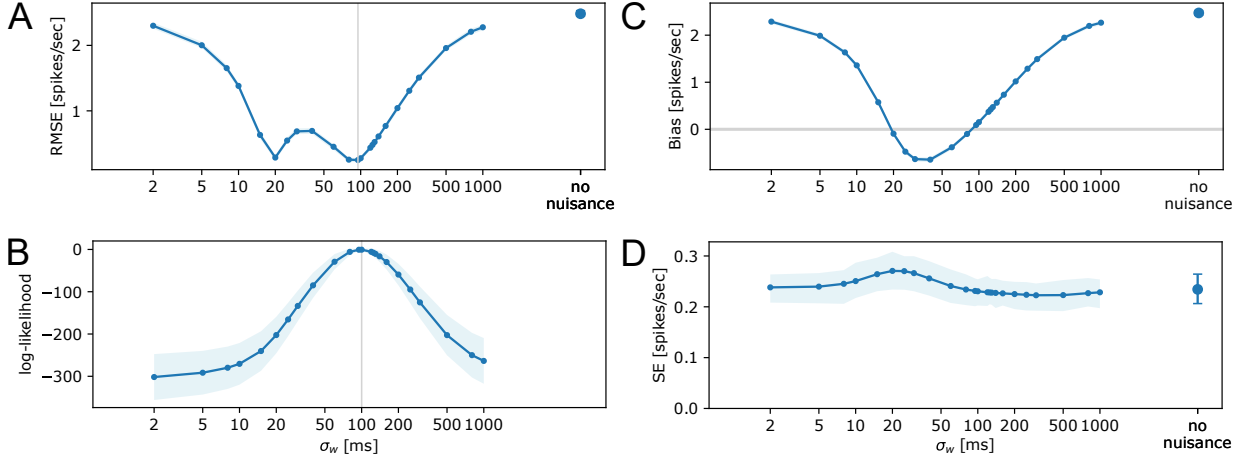 A
RMSE [spikes/sec]
2
1
2 5 10 20 50 100 200 500 1000 no
nuisance
B
log-likelihood
0
−100
−200
−300
2 5 10 20 50 100 200 500 1000
σw [ms]
C
Bias [spikes/sec]
2
1
0
2 5 10 20 50 100 200 500 1000 no
nuisance
D
SE [spikes/sec]
0.3
0.2
0.1
0.0
2 5 10 20 50 100 200 500 1000 no
σw [ms] nuisance